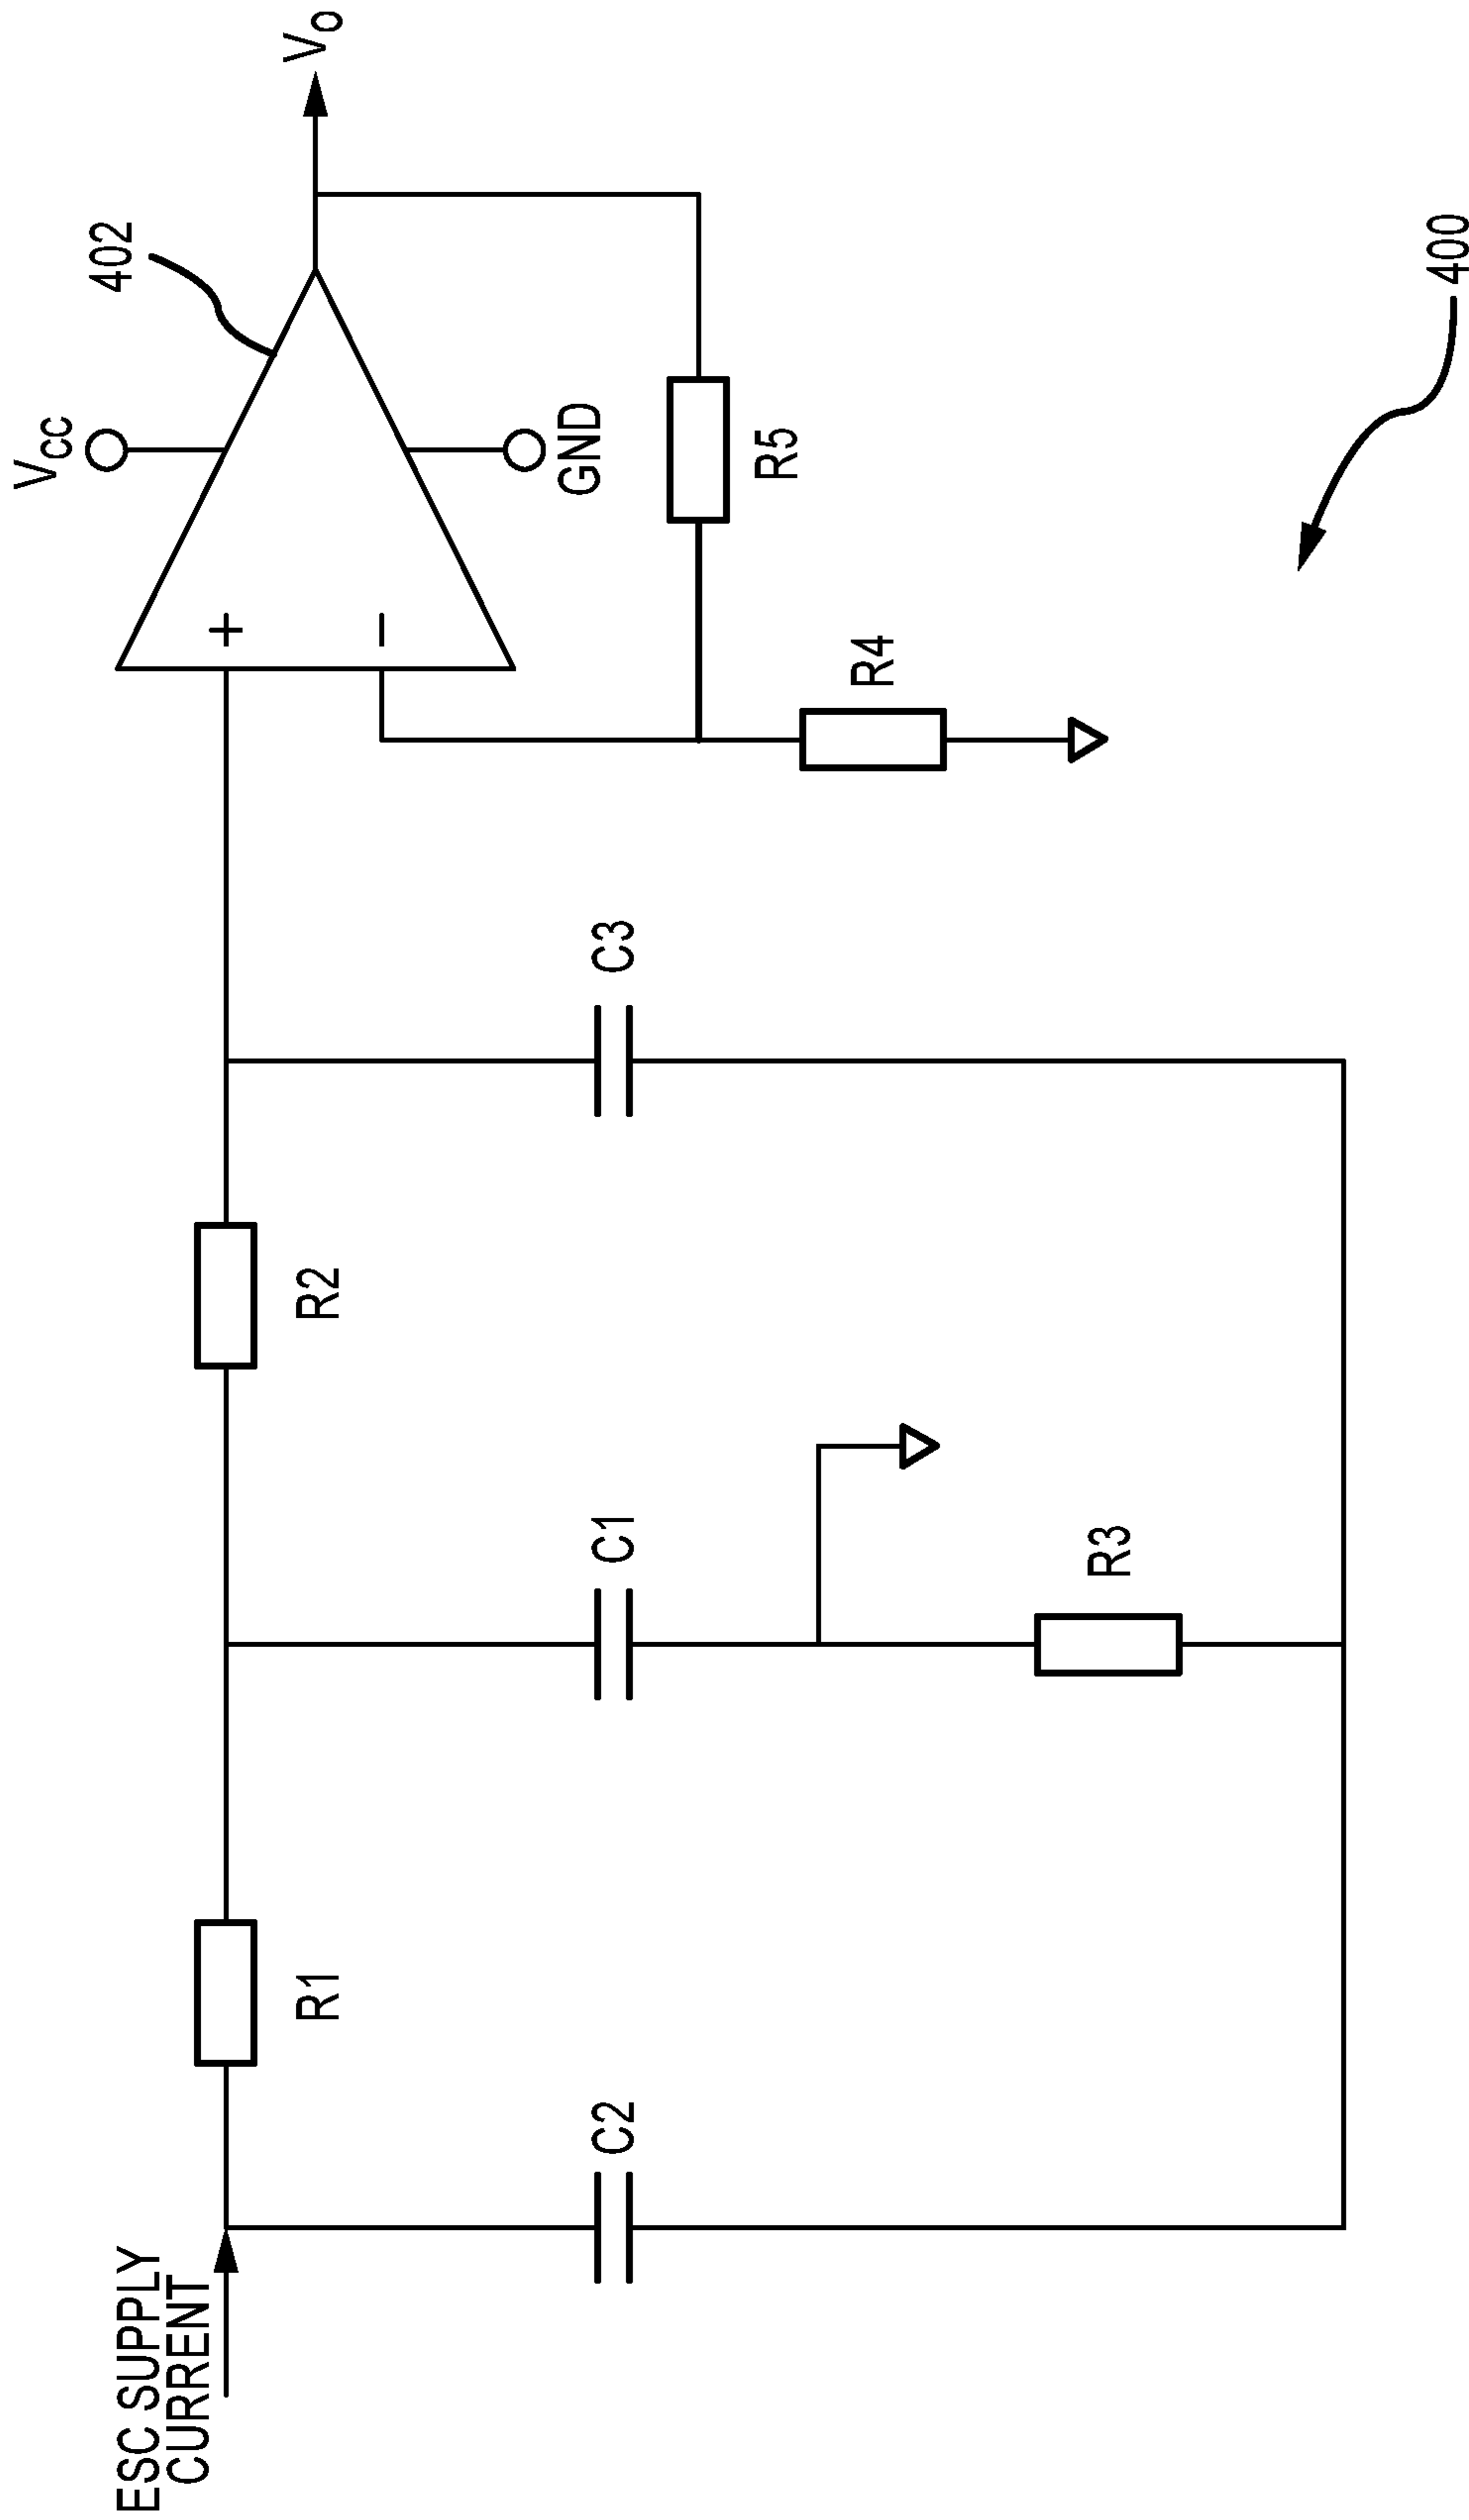 ESC SUPPLY
CURRENT
C2
R1
C1
R3
R2
C3
+
−
R4
VCC
GND
R5
402
VO
400